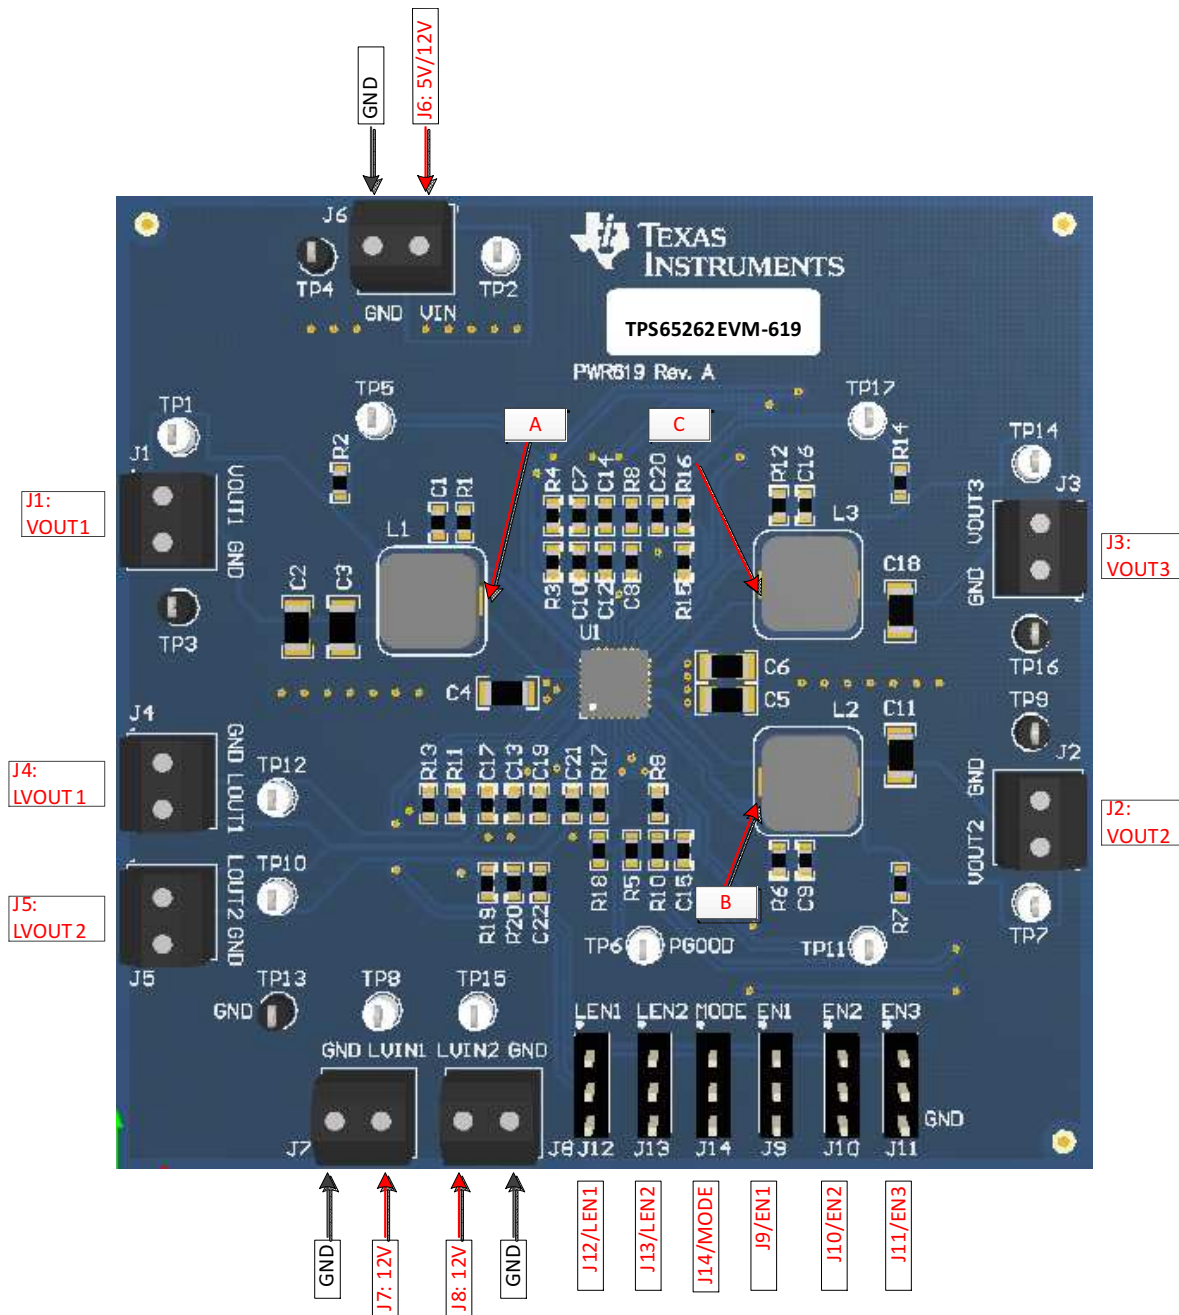 GND
J6: 5V/12V
J6
TP4
TP2
GND VIN
TEXAS
INSTRUMENTS
TPS65262EVM-619
PWR619 Rev. A
TP1
TP5
A
C
TP17
TP14
J1
VOUT1
GND
J1:
VOUT1
R2
C1
R1
L1
R4
C7
C14
R8
C20
R16
R12
C16
R14
L3
VOUT3
GND
J3
J3:
VOUT3
C2
C3
TP3
R3
C10
C12
C8
R15
C18
U1
TP16
C4
C6
C5
L2
C11
TP9
J4
GND
LOUT1
J4:
LVOUT1
TP12
R13
R11
C17
C13
C19
C21
R17
R9
J2
GND
VOUT2
J2:
VOUT2
J5:
LVOUT2
LOUT2
GND
J5
TP10
R19
R20
C22
R18
R5
R10
C15
B
R6
C9
R7
TP7
TP6
PGOOD
TP11
TP13
GND
TP8
TP15
GND LVIN1
LVIN2 GND
LEN1
LEN2
MODE
EN1
EN2
EN3
GND
J7
J8
J12
J13
J14
J9
J10
J11
GND
J7: 12V
J8: 12V
GND
J12/LEN1
J13/LEN2
J14/MODE
J9/EN1
J10/EN2
J11/EN3